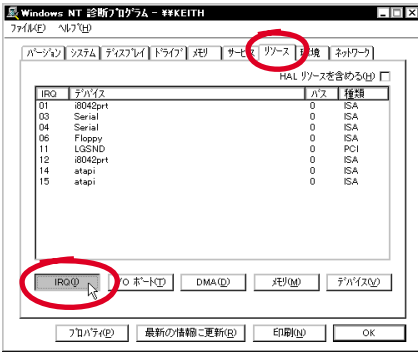 Windows NT 診断ﾌﾟﾛｸﾞﾗﾑ - ¥¥KEITH
ﾌｧｲﾙ(F) ﾍﾙﾌﾟ(H)
ﾊﾞｰｼﾞｮﾝ システム ﾃﾞｨｽﾌﾟﾚｲ ﾄﾞﾗｲﾌﾞ ﾒﾓﾘ ｻｰﾋﾞｽ リソース 環境 ﾈｯﾄﾜｰｸ
HAL リソースを含める(H)
IRQ ﾃﾞﾊﾞｲｽ ﾊﾞｽ 種類
01 i8042prt 0 ISA
03 Serial 0 ISA
04 Serial 0 ISA
06 Floppy 0 ISA
11 LGSND 0 PCI
12 i8042prt 0 ISA
14 atapi 0 ISA
15 atapi 0 ISA
IRQ(I) I/O ﾎﾟｰﾄ(T) DMA(D) ﾒﾓﾘ(M) ﾃﾞﾊﾞｲｽ(V)
ﾌﾟﾛﾊﾟﾃｨ(P) 最新の情報に更新(R) 印刷(N) OK